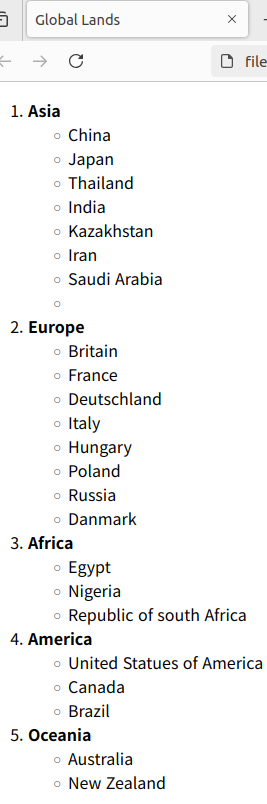 Global Lands
file
1. Asia
China
Japan
Thailand
India
Kazakhstan
Iran
Saudi Arabia
2. Europe
Britain
France
Deutschland
Italy
Hungary
Poland
Russia
Danmark
3. Africa
Egypt
Nigeria
Republic of south Africa
4. America
United Statues of America
Canada
Brazil
5. Oceania
Australia
New Zealand